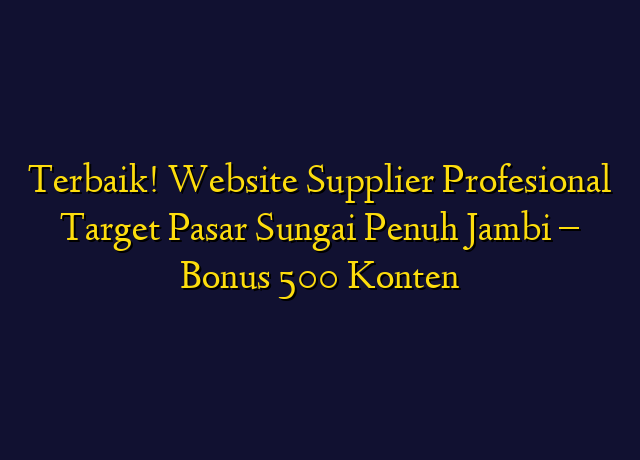 Terbaik! Website Supplier Profesional
Target Pasar Sungai Penuh Jambi –
Bonus 500 Konten